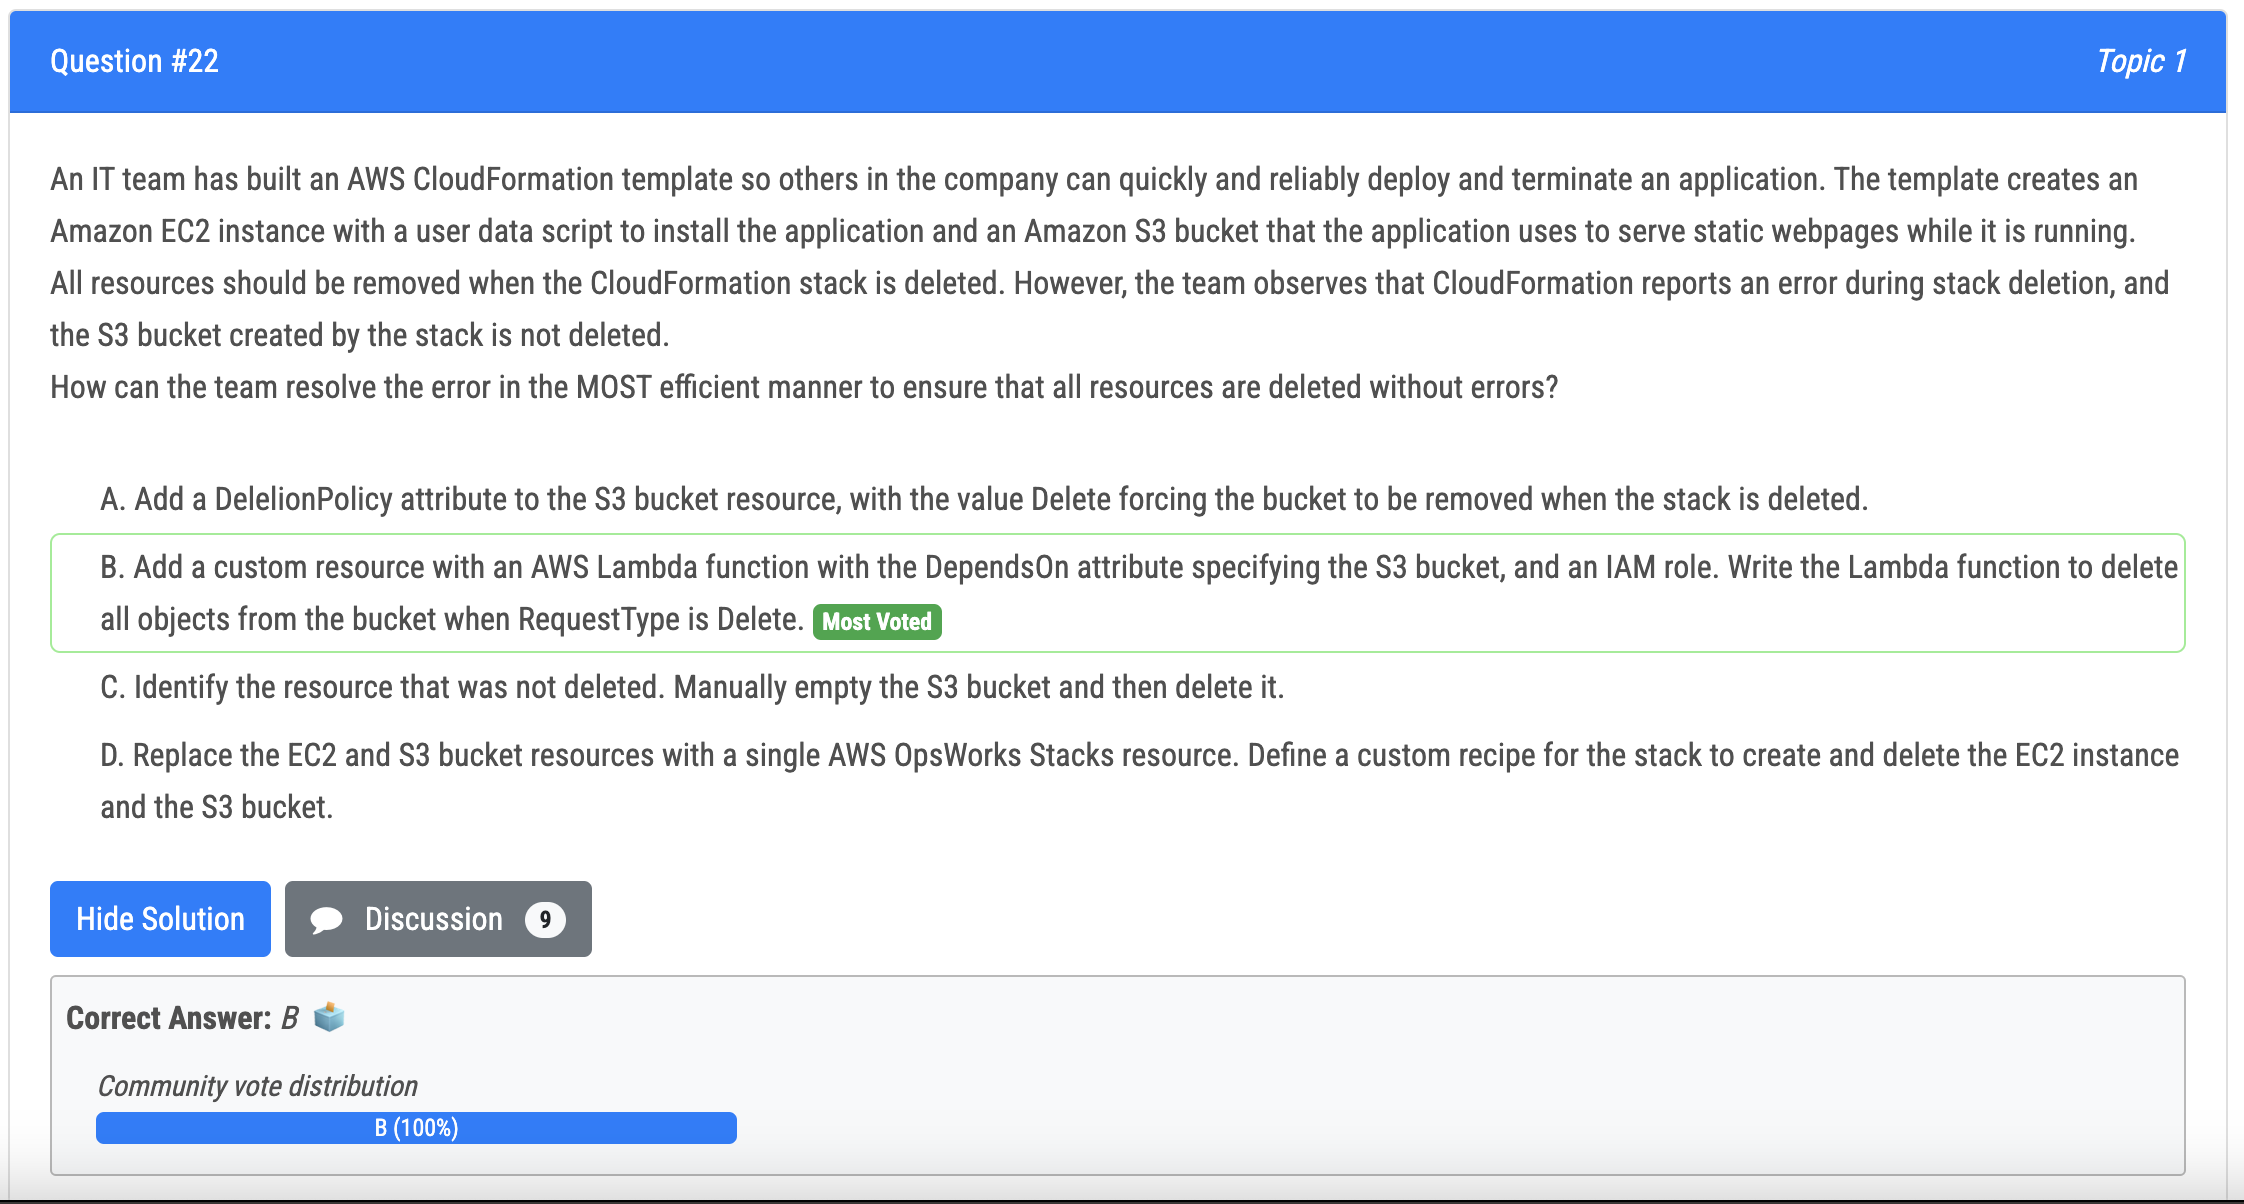 Question #22
Topic 1
An IT team has built an AWS CloudFormation template so others in the company can quickly and reliably deploy and terminate an application. The template creates an
Amazon EC2 instance with a user data script to install the application and an Amazon S3 bucket that the application uses to serve static webpages while it is running.
All resources should be removed when the CloudFormation stack is deleted. However, the team observes that CloudFormation reports an error during stack deletion, and
the S3 bucket created by the stack is not deleted.
How can the team resolve the error in the MOST efficient manner to ensure that all resources are deleted without errors?
A. Add a DelelionPolicy attribute to the S3 bucket resource, with the value Delete forcing the bucket to be removed when the stack is deleted.
B. Add a custom resource with an AWS Lambda function with the DependsOn attribute specifying the S3 bucket, and an IAM role. Write the Lambda function to delete
all objects from the bucket when RequestType is Delete. Most Voted
C. Identify the resource that was not deleted. Manually empty the S3 bucket and then delete it.
D. Replace the EC2 and S3 bucket resources with a single AWS OpsWorks Stacks resource. Define a custom recipe for the stack to create and delete the EC2 instance
and the S3 bucket.
Hide Solution
Discussion 9
Correct Answer: B
Community vote distribution
B (100%)